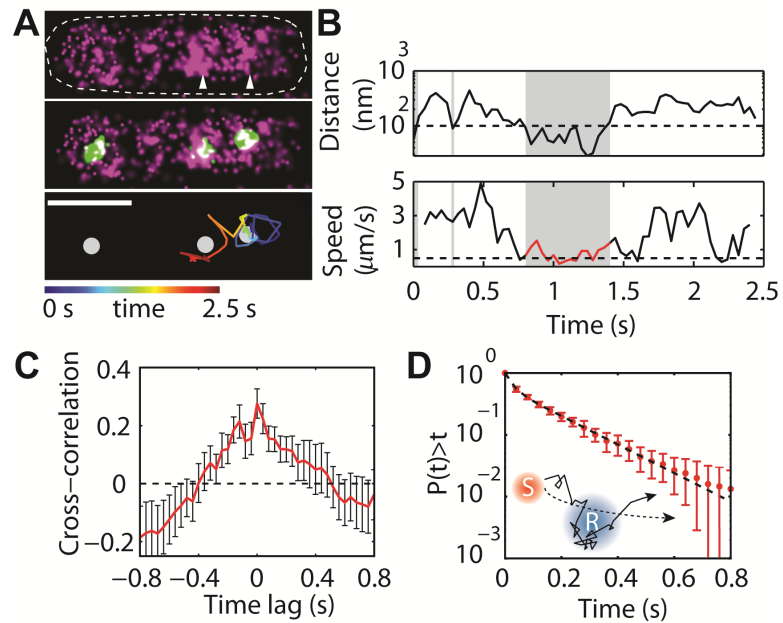 A
0 s time 2.5 s
B
Distance
(nm)
10 3
10 2
Speed
(μm/s)
5
3
1
0 0.5 1 1.5 2 2.5
Time (s)
C
Cross−correlation
0.4
0.2
0
−0.2
−0.8 −0.4 0 0.4 0.8
Time lag (s)
D
P(t)>t
10 0
10 −1
10 −2
10 −3
S
R
0 0.2 0.4 0.6 0.8
Time (s)